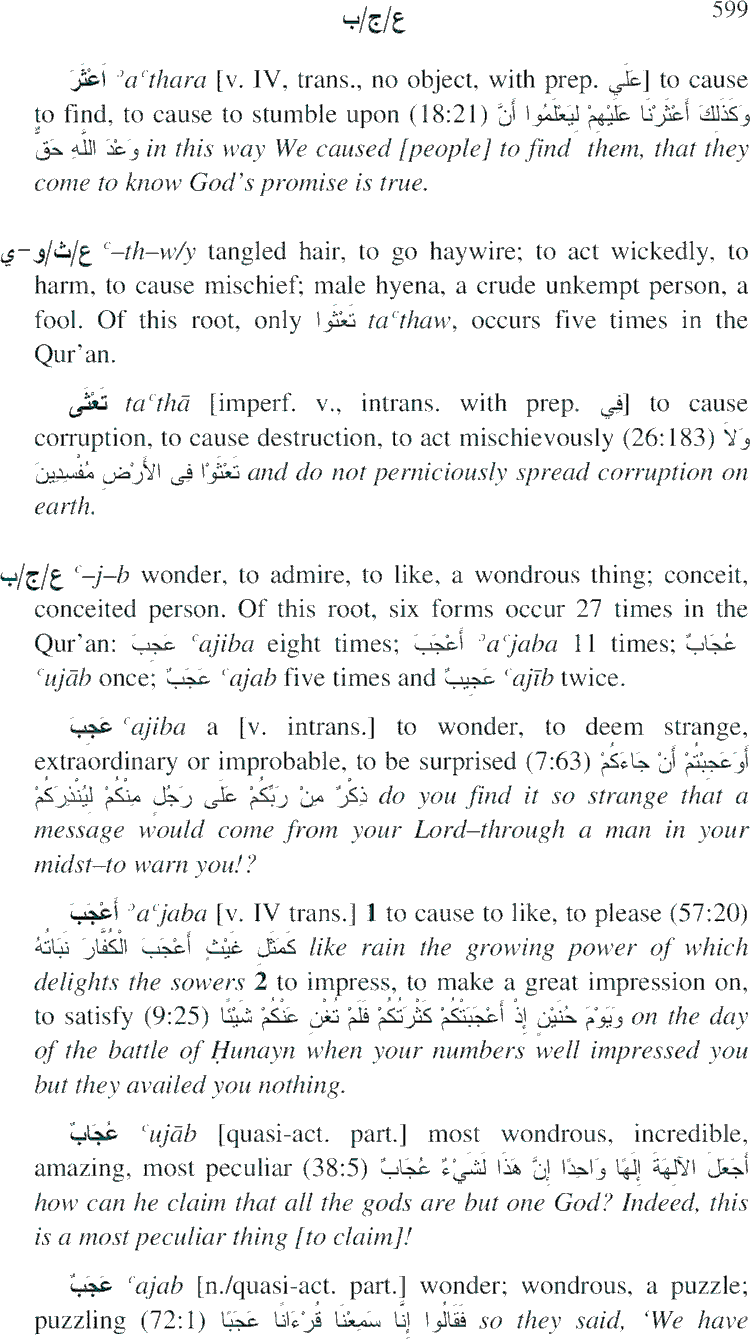 ع/ج/ب 599
أَعْثَرَ ʾaʿthara [v. IV, trans., no object, with prep. عَلَي] to cause
to find, to cause to stumble upon (18:21) وَكَذَلِكَ أَعْثَرْنَا عَلَيْهِمْ لِيَعْلَمُوا أَنَّ
وَعْدَ اللَّهِ حَقٌّ in this way We caused [people] to find them, that they
come to know God's promise is true.
ع/ث/و – ي ʿ–th–w/y tangled hair, to go haywire; to act wickedly, to
harm, to cause mischief; male hyena, a crude unkempt person, a
fool. Of this root, only تَعْثَوا taʿthaw, occurs five times in the
Qur'an.
تَعْثَى taʿthā [imperf. v., intrans. with prep. فِي] to cause
corruption, to cause destruction, to act mischievously (26:183) وَلاَ
تَعْثَوْا فِى الأَرْضِ مُفْسِدِينَ and do not perniciously spread corruption on
earth.
ع/ج/ب ʿ–j–b wonder, to admire, to like, a wondrous thing; conceit,
conceited person. Of this root, six forms occur 27 times in the
Qur'an: عَجِبَ ʿajiba eight times; أَعْجَبَ ʾaʿjaba 11 times; عُجَابٌ
ʿujāb once; عَجَبٌ ʿajab five times and عَجِيبٌ ʿajīb twice.
عَجِبَ ʿajiba a [v. intrans.] to wonder, to deem strange,
extraordinary or improbable, to be surprised (7:63) أَوَعَجِبْتُمْ أَنْ جَاءَكُمْ
ذِكْرٌ مِنْ رَبِّكُمْ عَلَى رَجُلٍ مِنْكُمْ لِيُنْذِرَكُمْ do you find it so strange that a
message would come from your Lord–through a man in your
midst–to warn you!?
أَعْجَبَ ʾaʿjaba [v. IV trans.] 1 to cause to like, to please (57:20)
كَمَثَلِ غَيْثٍ أَعْجَبَ الْكُفَّارَ نَبَاتُهُ like rain the growing power of which
delights the sowers 2 to impress, to make a great impression on,
to satisfy (9:25) وَيَوْمَ حُنَيْنٍ إِذْ أَعْجَبَتْكُمْ كَثْرَتُكُمْ فَلَمْ تُغْنِ عَنْكُمْ شَيْئًا on the day
of the battle of Ḥunayn when your numbers well impressed you
but they availed you nothing.
عُجَابٌ ʿujāb [quasi-act. part.] most wondrous, incredible,
amazing, most peculiar (38:5) أَجَعَلَ الآلِهَةَ إِلَهًا وَاحِدًا إِنَّ هَذَا لَشَيْءٌ عُجَابٌ
how can he claim that all the gods are but one God? Indeed, this
is a most peculiar thing [to claim]!
عَجَبٌ ʿajab [n./quasi-act. part.] wonder; wondrous, a puzzle;
puzzling (72:1) فَقَالُوا إِنَّا سَمِعْنَا قُرْءَانًا عَجَبًا so they said, 'We have